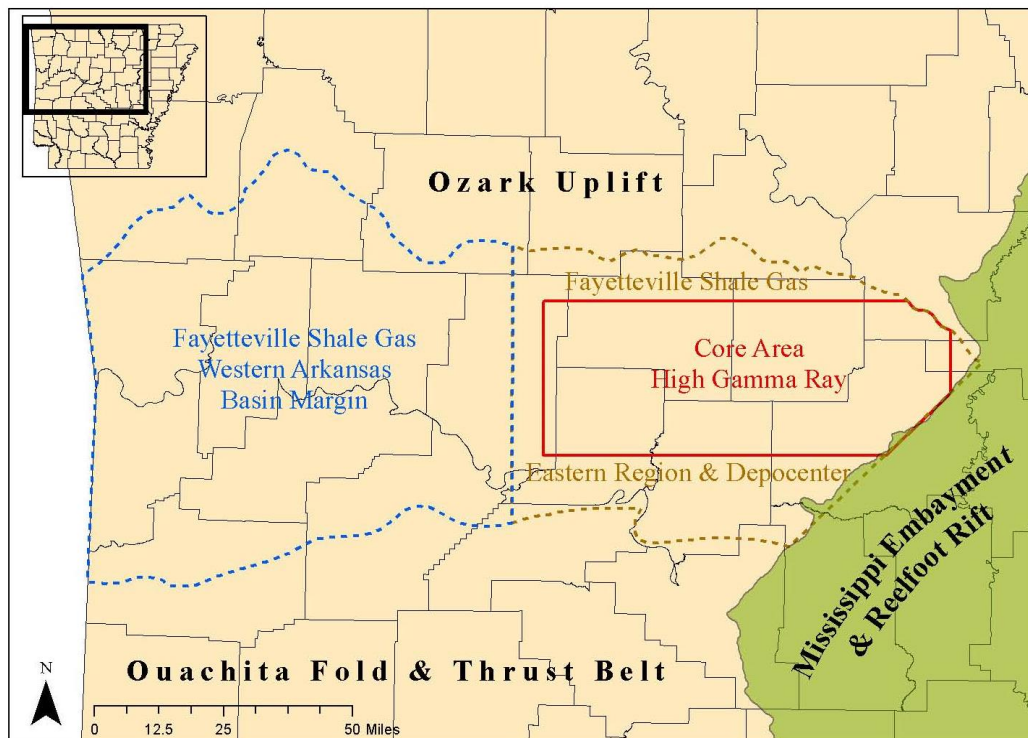 Ozark Uplift
Fayetteville Shale Gas
Fayetteville Shale Gas
Western Arkansas
Basin Margin
Core Area
High Gamma Ray
Eastern Region & Depocenter
Mississippi Embayment
& Reelfoot Rift
Ouachita Fold & Thrust Belt
N
0 12.5 25 50 Miles